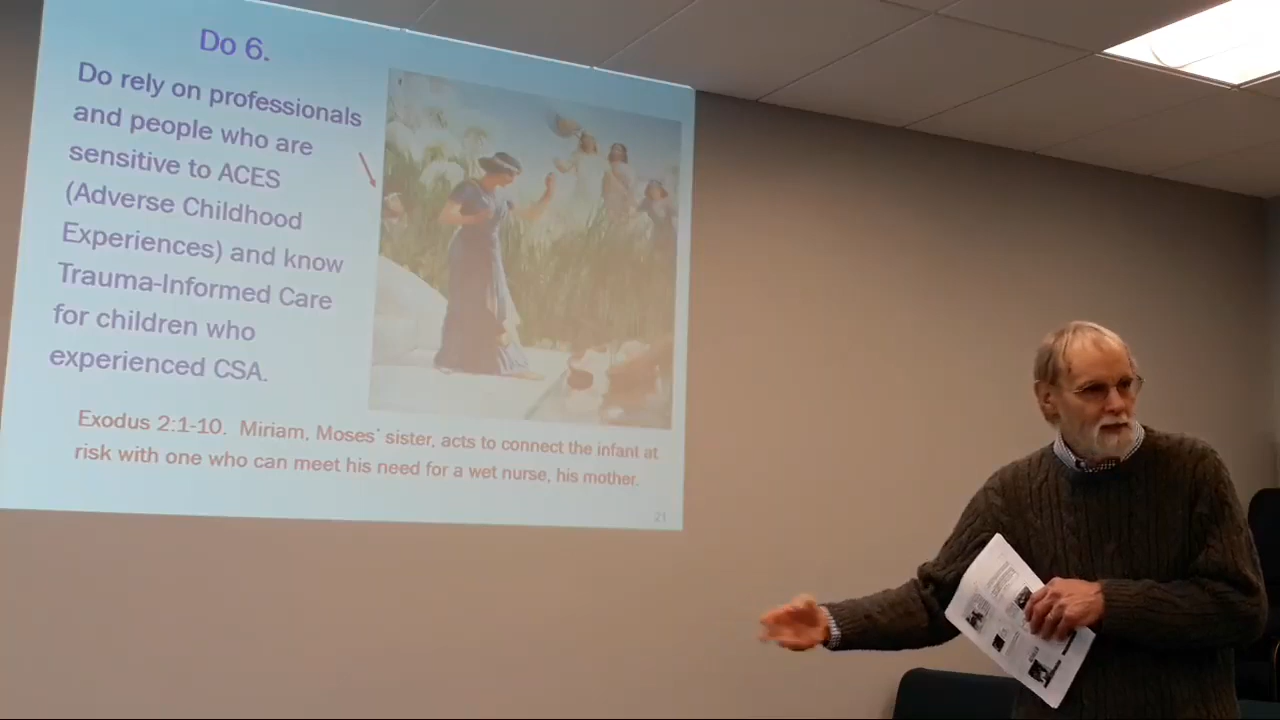 Do 6.
Do rely on professionals
and people who are
sensitive to ACES
(Adverse Childhood
Experiences) and know
Trauma-Informed Care
for children who
experienced CSA.
Exodus 2:1-10. Miriam, Moses' sister, acts to connect the infant at
risk with one who can meet his need for a wet nurse, his mother.
21